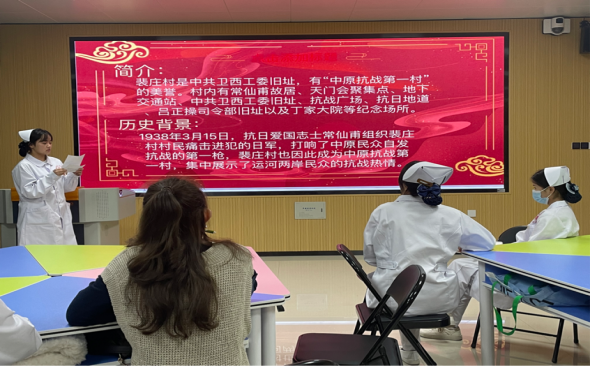 简介：
裴庄村是中共卫西工委旧址，有“中原抗战第一村”
的美誉。村内有常仙甫故居、天门会聚集点、地下
交通站、中共卫西工委旧址、抗战广场、抗日地道
吕正操司令部旧址以及丁家大院等纪念场所。
历史背景：
1938年3月15日，抗日爱国志士常仙甫组织裴庄
村村民痛击进犯的日军，打响了中原民众自发
抗战的第一枪，裴庄村也因此成为中原抗战第
一村，集中展示了运河两岸军民的抗战热情。